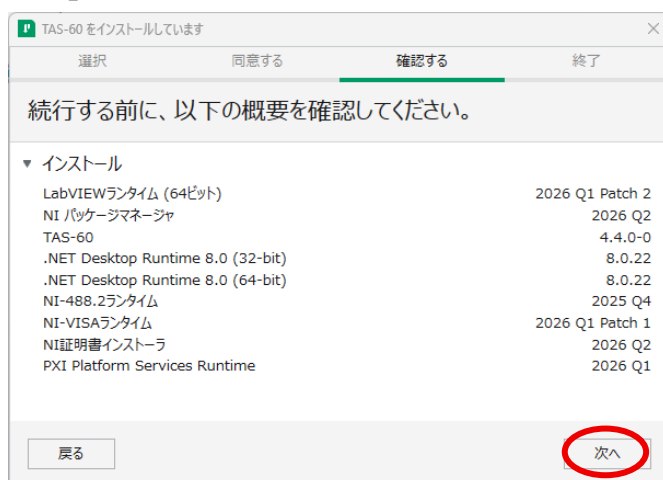 TAS-60 をインストールしています
選択 同意する 確認する 終了
続行する前に、以下の概要を確認してください。
インストール
LabVIEWランタイム (64ビット) 2026 Q1 Patch 2
NI パッケージマネージャ 2026 Q2
TAS-60 4.4.0-0
.NET Desktop Runtime 8.0 (32-bit) 8.0.22
.NET Desktop Runtime 8.0 (64-bit) 8.0.22
NI-488.2ランタイム 2025 Q4
NI-VISAランタイム 2026 Q1 Patch 1
NI証明書インストーラ 2026 Q2
PXI Platform Services Runtime 2026 Q1
戻る 次へ